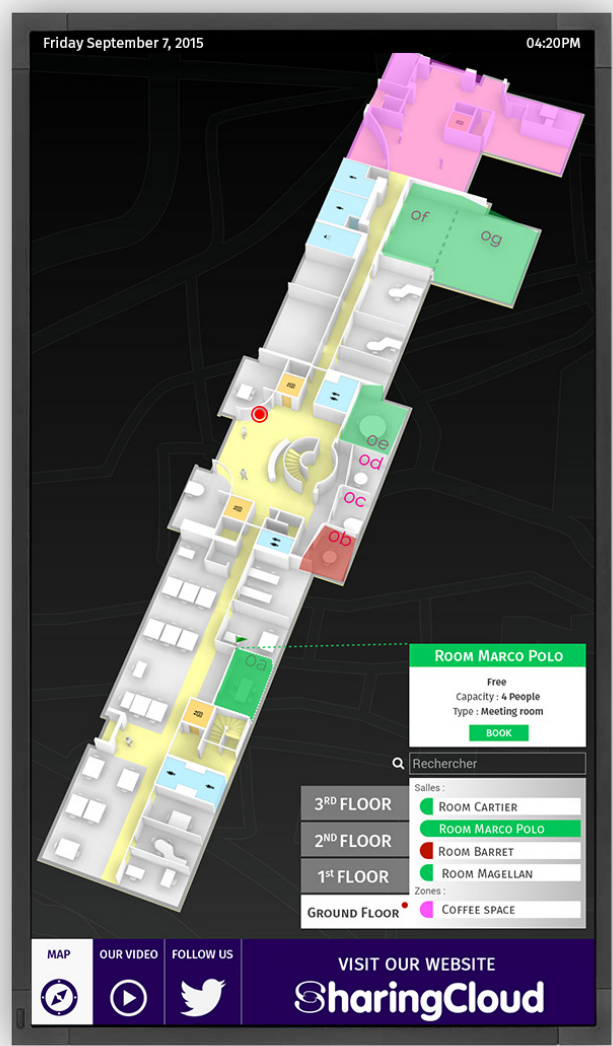 Friday September 7, 2015
04:20PM
of
og
oe
od
oc
ob
oa
ROOM MARCO POLO
Free
Capacity : 4 People
Type : Meeting room
BOOK
Rechercher
Salles :
ROOM CARTIER
ROOM MARCO POLO
ROOM BARRET
ROOM MAGELLAN
Zones :
COFFEE SPACE
3RD FLOOR
2ND FLOOR
1st FLOOR
GROUND FLOOR
MAP
OUR VIDEO
FOLLOW US
VISIT OUR WEBSITE
SharingCloud